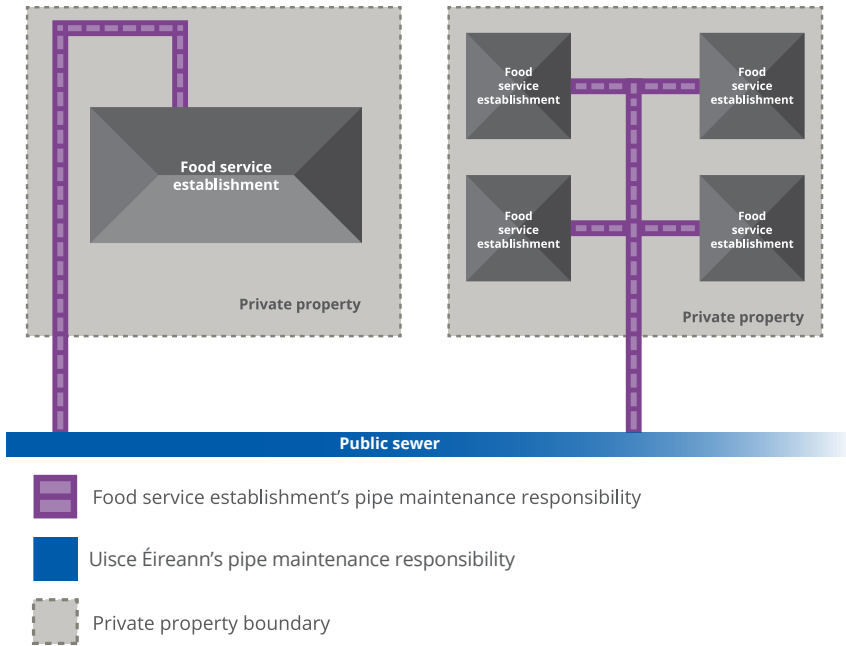 Food service
establishment
Private property
Food
service
establishment
Food
service
establishment
Food
service
establishment
Food
service
establishment
Private property
Public sewer
Food service establishment’s pipe maintenance responsibility
Uisce Éireann’s pipe maintenance responsibility
Private property boundary